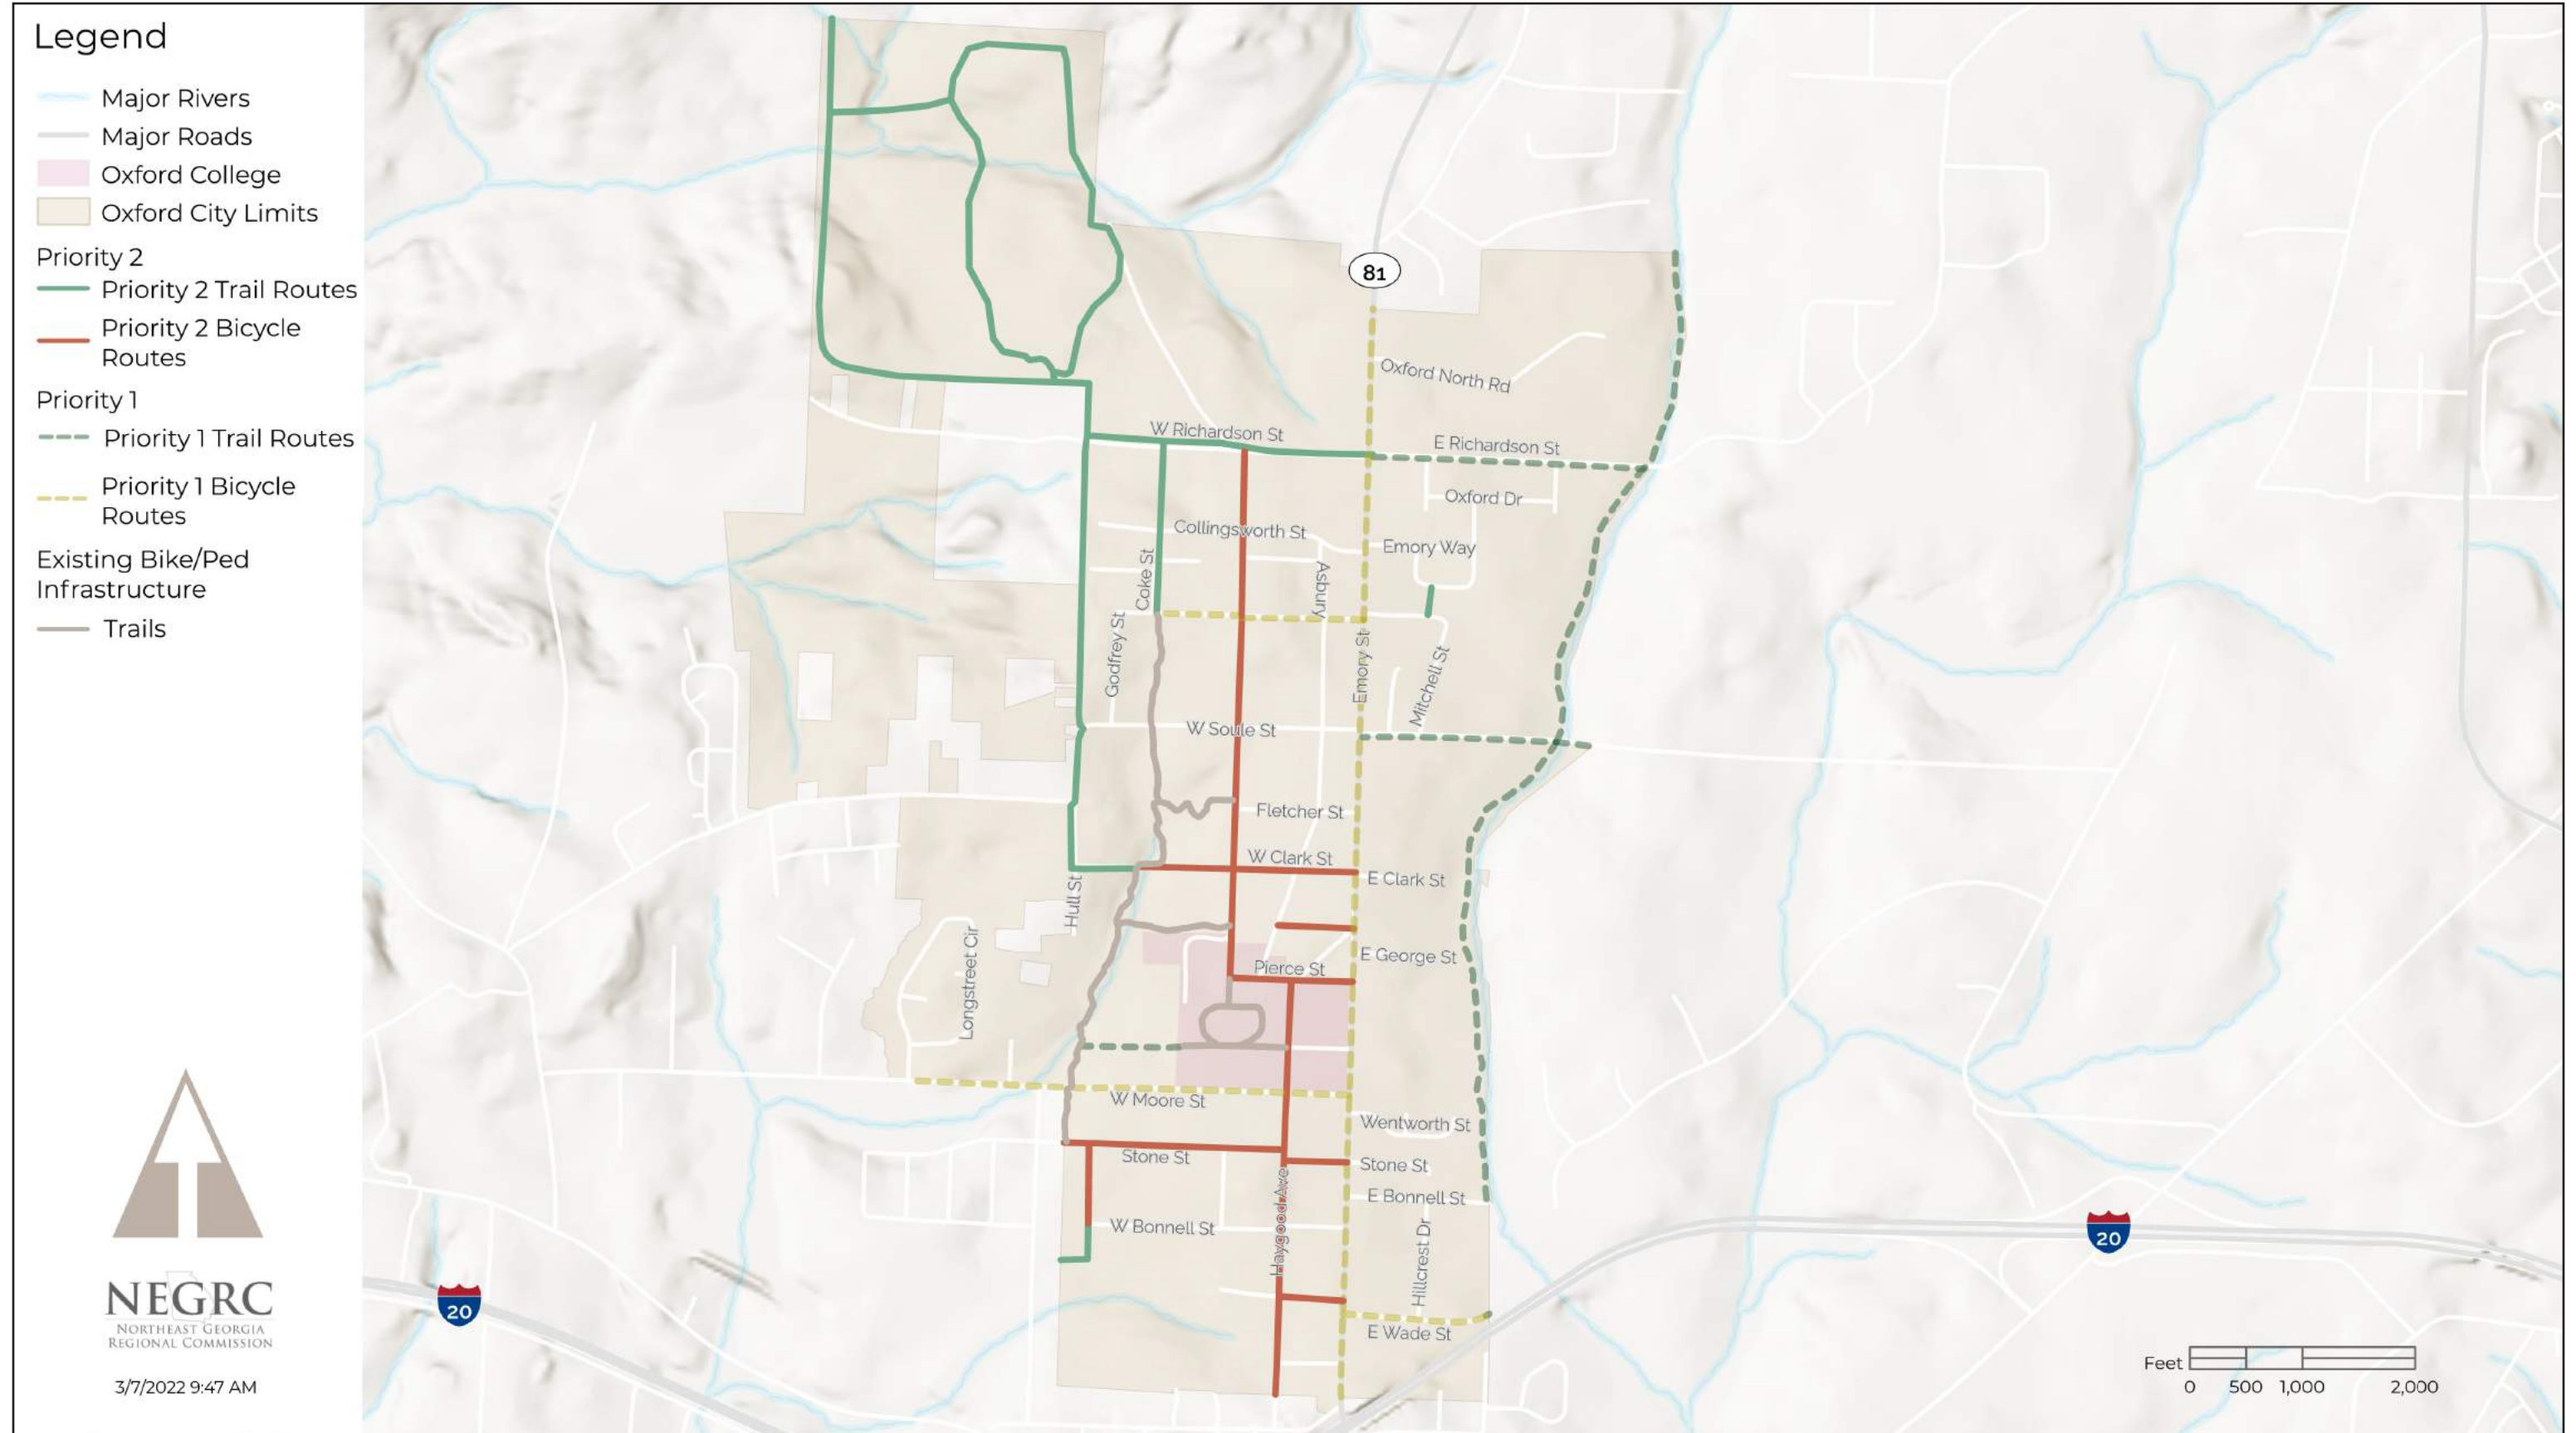 Legend
Major Rivers
Major Roads
Oxford College
Oxford City Limits
Priority 2
Priority 2 Trail Routes
Priority 2 Bicycle
Routes
Priority 1
Priority 1 Trail Routes
Priority 1 Bicycle
Routes
Existing Bike/Ped
Infrastructure
Trails
NEGRC
NORTHEAST GEORGIA
REGIONAL COMMISSION
3/7/2022 9:47 AM
81
Oxford North Rd
W Richardson St
E Richardson St
Oxford Dr
Collingsworth St
Emory Way
Coke St
Asbury
Godfrey St
Emory St
Mitchell St
W Soule St
Fletcher St
W Clark St
E Clark St
Hull St
Longstreet Cir
E George St
Pierce St
W Moore St
Wentworth St
Stone St
Stone St
E Bonnell St
W Bonnell St
Haygood Ave
Hillcrest Dr
E Wade St
20
20
Feet
0 500 1,000 2,000